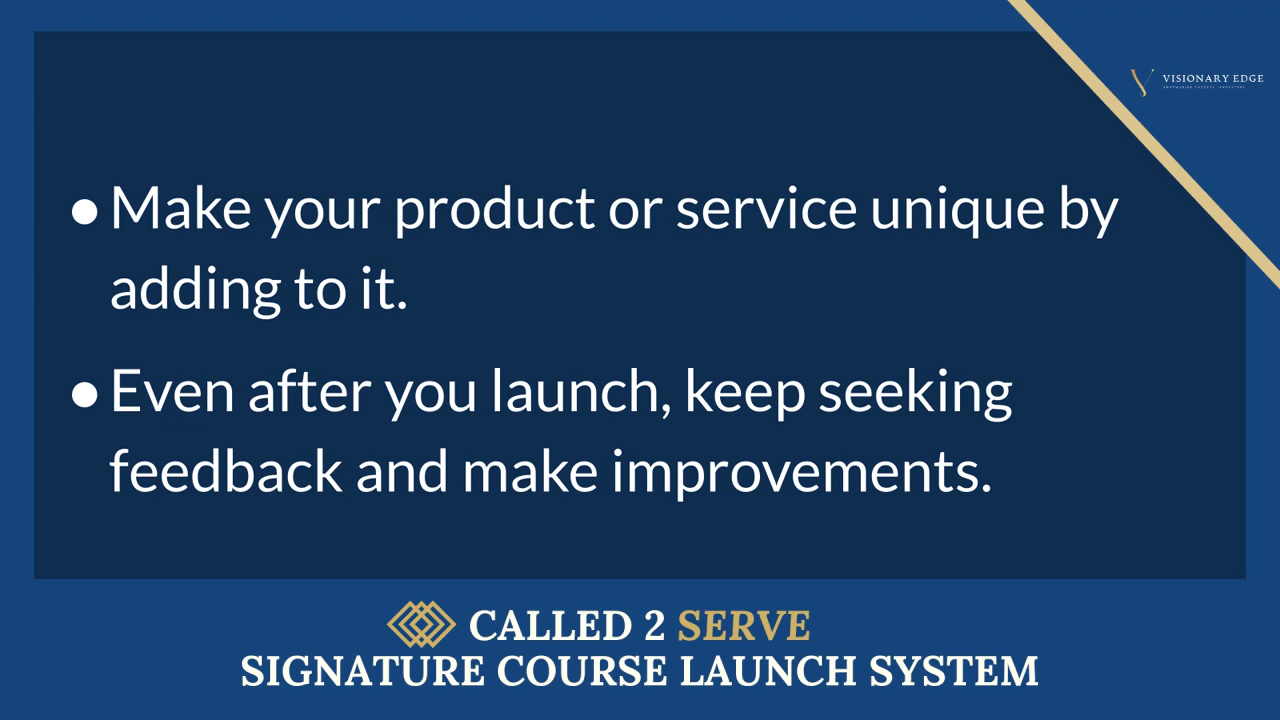 VISIONARY EDGE
● Make your product or service unique by
adding to it.
● Even after you launch, keep seeking
feedback and make improvements.
CALLED 2 SERVE
SIGNATURE COURSE LAUNCH SYSTEM